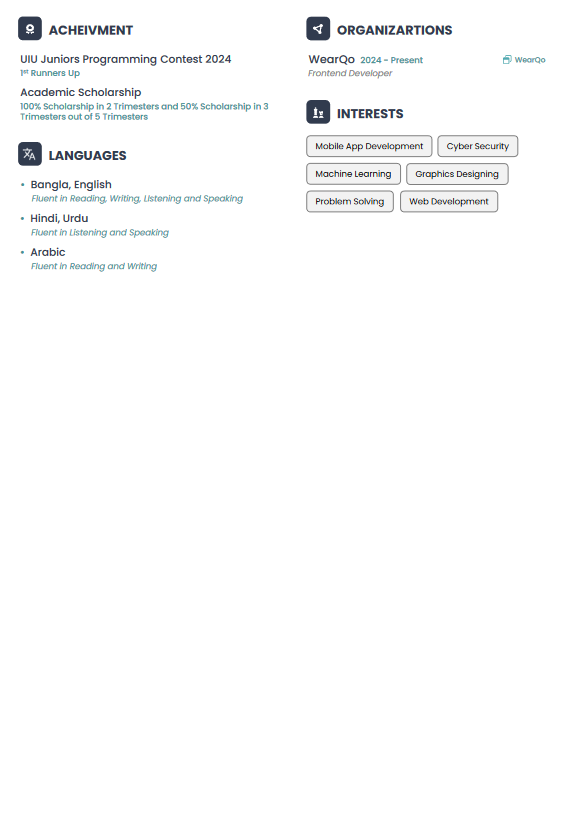 ACHEIVMENT
UIU Juniors Programming Contest 2024
1st Runners Up
Academic Scholarship
100% Scholarship in 2 Trimesters and 50% Scholarship in 3
Trimesters out of 5 Trimesters
LANGUAGES
• Bangla, English
Fluent in Reading, Writing, Listening and Speaking
• Hindi, Urdu
Fluent in Listening and Speaking
• Arabic
Fluent in Reading and Writing
ORGANIZARTIONS
WearQo 2024 - Present WearQo
Frontend Developer
INTERESTS
Mobile App Development Cyber Security
Machine Learning Graphics Designing
Problem Solving Web Development